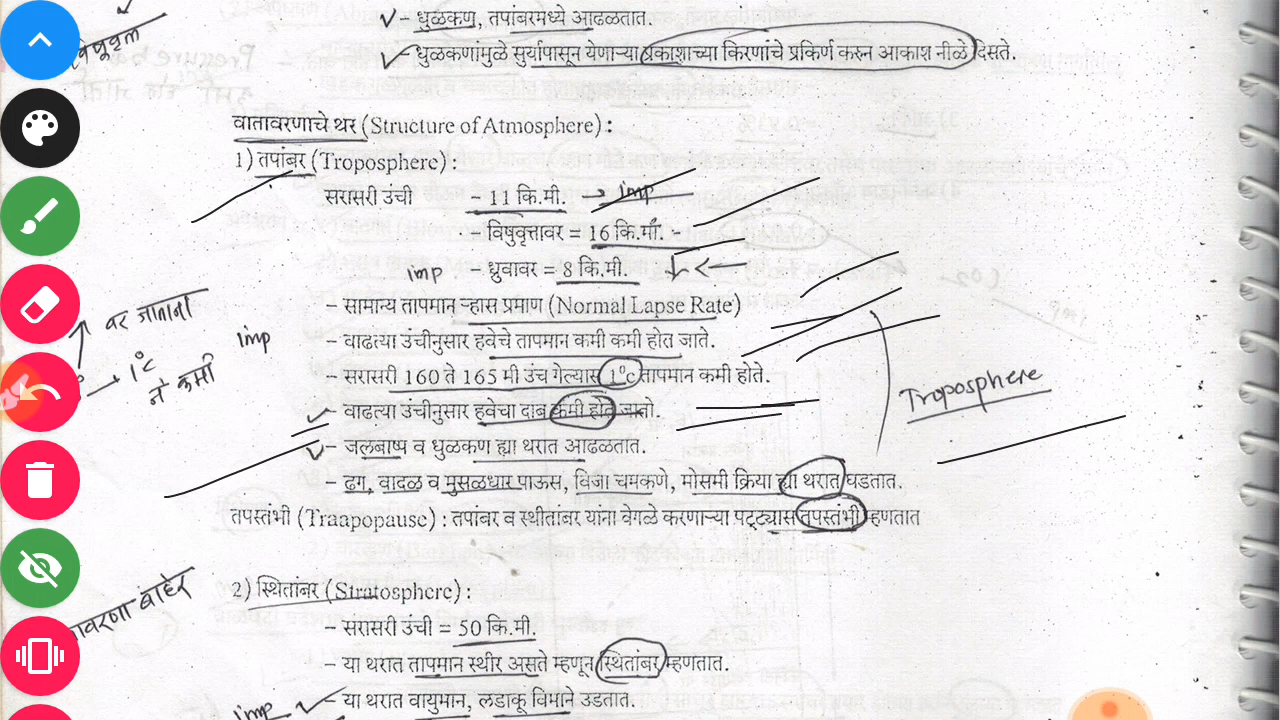 – धुळकण, तपांबरमध्ये आढळतात.
– धुळकणांमुळे सुर्यापासून येणाऱ्या प्रकाशाच्या किरणांचे प्रकिर्ण करुन आकाश नीळे दिसते.
वातावरणाचे थर (Structure of Atmosphere) :
1) तपांबर (Troposphere) :
सरासरी उंची – 11 कि.मी. → imp
– विषुवृत्तावर = 16 कि.मी. -
imp – ध्रुवावर = 8 कि.मी.
– सामान्य तापमान ऱ्हास प्रमाण (Normal Lapse Rate)
वर जाताना
imp – वाढत्या उंचीनुसार हवेचे तापमान कमी कमी होत जाते.
→ 1°c ने कमी
– सरासरी 160 ते 165 मी उंच गेल्यास 1°c तापमान कमी होते.
Troposphere
– वाढत्या उंचीनुसार हवेचा दाब कमी होत जातो.
– जलबाष्प व धुळकण ह्या थरात आढळतात.
– ढग, वादळ व मुसळधार पाऊस, विजा चमकणे, मोसमी क्रिया ह्या थरात घडतात.
तपस्तंभी (Traapopause) : तपांबर व स्थीतांबर यांना वेगळे करणाऱ्या पट्ट्यास तपस्तंभी म्हणतात
2) स्थितांबर (Stratosphere) :
– सरासरी उंची = 50 कि.मी.
– या थरात तापमान स्थीर असते म्हणून स्थितांबर म्हणतात.
imp – या थरात वायुमान, लडाकू विमाने उडतात.